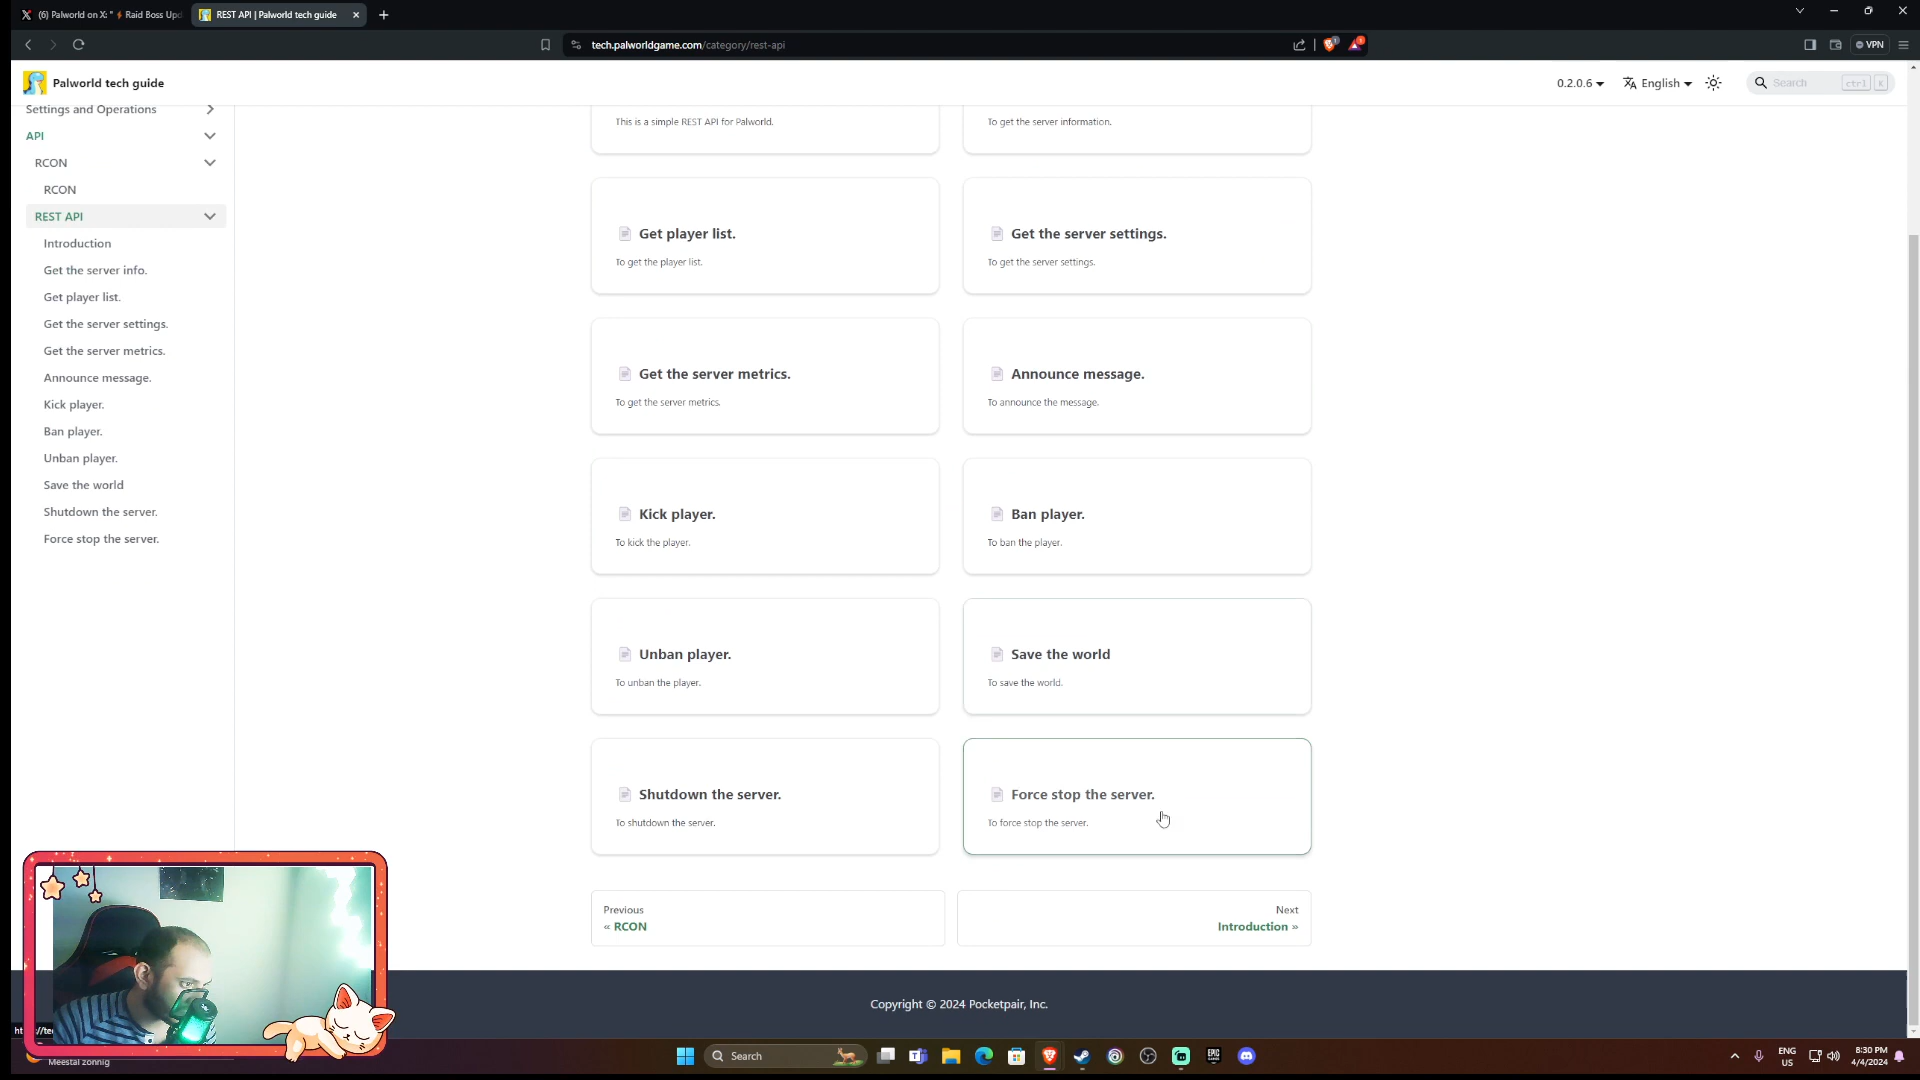 (6) Palworld on X: "⚡Raid Boss Upd
REST API | Palworld tech guide
tech.palworldgame.com/category/rest-api
VPN
Palworld tech guide
0.2.0.6
English
Search
ctrl K
Settings and Operations
API
RCON
RCON
REST API
Introduction
Get the server info.
Get player list.
Get the server settings.
Get the server metrics.
Announce message.
Kick player.
Ban player.
Unban player.
Save the world
Shutdown the server.
Force stop the server.
This is a simple REST API for Palworld.
To get the server information.
Get player list.
To get the player list.
Get the server settings.
To get the server settings.
Get the server metrics.
To get the server metrics.
Announce message.
To announce the message.
Kick player.
To kick the player.
Ban player.
To ban the player.
Unban player.
To unban the player.
Save the world
To save the world.
Shutdown the server.
To shutdown the server.
Force stop the server.
To force stop the server.
Previous
« RCON
Next
Introduction »
Copyright © 2024 Pocketpair, Inc.
Meestal zonnig
Search
ENG
US
8:30 PM
4/4/2024